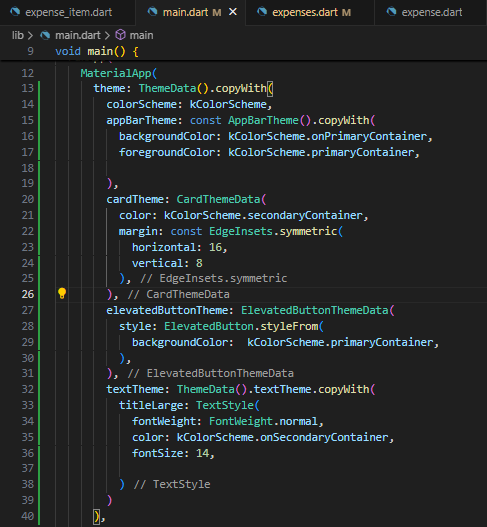 expense_item.dart main.dart M expenses.dart expense.dart
lib > main.dart > main
9 void main() {
12 MaterialApp(
13 theme: ThemeData().copyWith(
14 colorScheme: kColorScheme,
15 appBarTheme: const AppBarTheme().copyWith(
16 backgroundColor: kColorScheme.onPrimaryContainer,
17 foregroundColor: kColorScheme.primaryContainer,
18
19 ),
20 cardTheme: CardThemeData(
21 color: kColorScheme.secondaryContainer,
22 margin: const EdgeInsets.symmetric(
23 horizontal: 16,
24 vertical: 8
25 ), // EdgeInsets.symmetric
26 ), // CardThemeData
27 elevatedButtonTheme: ElevatedButtonThemeData(
28 style: ElevatedButton.styleFrom(
29 backgroundColor:  kColorScheme.primaryContainer,
30 ),
31 ), // ElevatedButtonThemeData
32 textTheme: ThemeData().textTheme.copyWith(
33 titleLarge: TextStyle(
34 fontWeight: FontWeight.normal,
35 color: kColorScheme.onSecondaryContainer,
36 fontSize: 14,
37
38 ) // TextStyle
39 )
40 ),